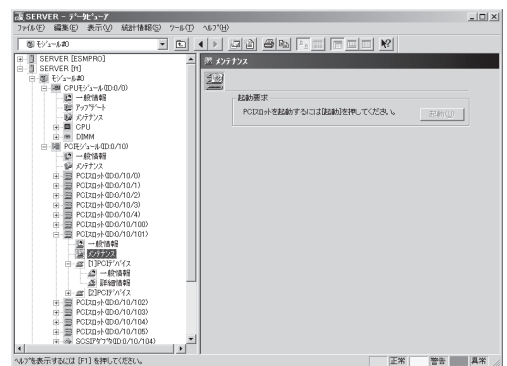 SERVER - ﾃﾞｰﾀﾋﾞｭｰｱ
ﾌｧｲﾙ(F) 編集(E) 表示(V) 統計情報(S) ﾂｰﾙ(T) ﾍﾙﾌﾟ(H)
ﾓｼﾞｭｰﾙ#0
SERVER [ESMPRO]
SERVER [ft]
ﾓｼﾞｭｰﾙ#0
CPUﾓｼﾞｭｰﾙ(ID:0/0)
一般情報
ｱｯﾌﾟﾃﾞｰﾄ
ﾒﾝﾃﾅﾝｽ
CPU
DIMM
PCIﾓｼﾞｭｰﾙ(ID:0/10)
一般情報
ﾒﾝﾃﾅﾝｽ
PCIｽﾛｯﾄ(ID:0/10/0)
PCIｽﾛｯﾄ(ID:0/10/1)
PCIｽﾛｯﾄ(ID:0/10/2)
PCIｽﾛｯﾄ(ID:0/10/3)
PCIｽﾛｯﾄ(ID:0/10/4)
PCIｽﾛｯﾄ(ID:0/10/100)
PCIｽﾛｯﾄ(ID:0/10/101)
一般情報
ﾒﾝﾃﾅﾝｽ
[1]PCIﾃﾞﾊﾞｲｽ
一般情報
詳細情報
[2]PCIﾃﾞﾊﾞｲｽ
PCIｽﾛｯﾄ(ID:0/10/102)
PCIｽﾛｯﾄ(ID:0/10/103)
PCIｽﾛｯﾄ(ID:0/10/104)
PCIｽﾛｯﾄ(ID:0/10/105)
SCSIｱﾀﾞﾌﾟﾀ(ID:0/10/104)
ﾒﾝﾃﾅﾝｽ
起動要求
PCIｽﾛｯﾄを起動するには[起動]を押してください。
起動(U)
ﾍﾙﾌﾟを表示するには [F1] を押してください。
正常 警告 異常